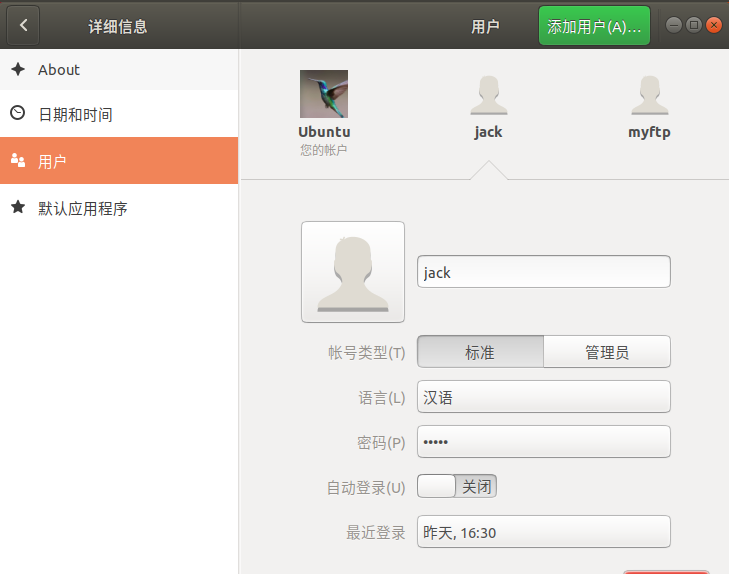 详细信息
用户
添加用户(A)...
About
日期和时间
用户
默认应用程序
Ubuntu
您的帐户
jack
myftp
jack
帐号类型(T)
标准
管理员
语言(L)
汉语
密码(P)
•••••
自动登录(U)
关闭
最近登录
昨天, 16:30